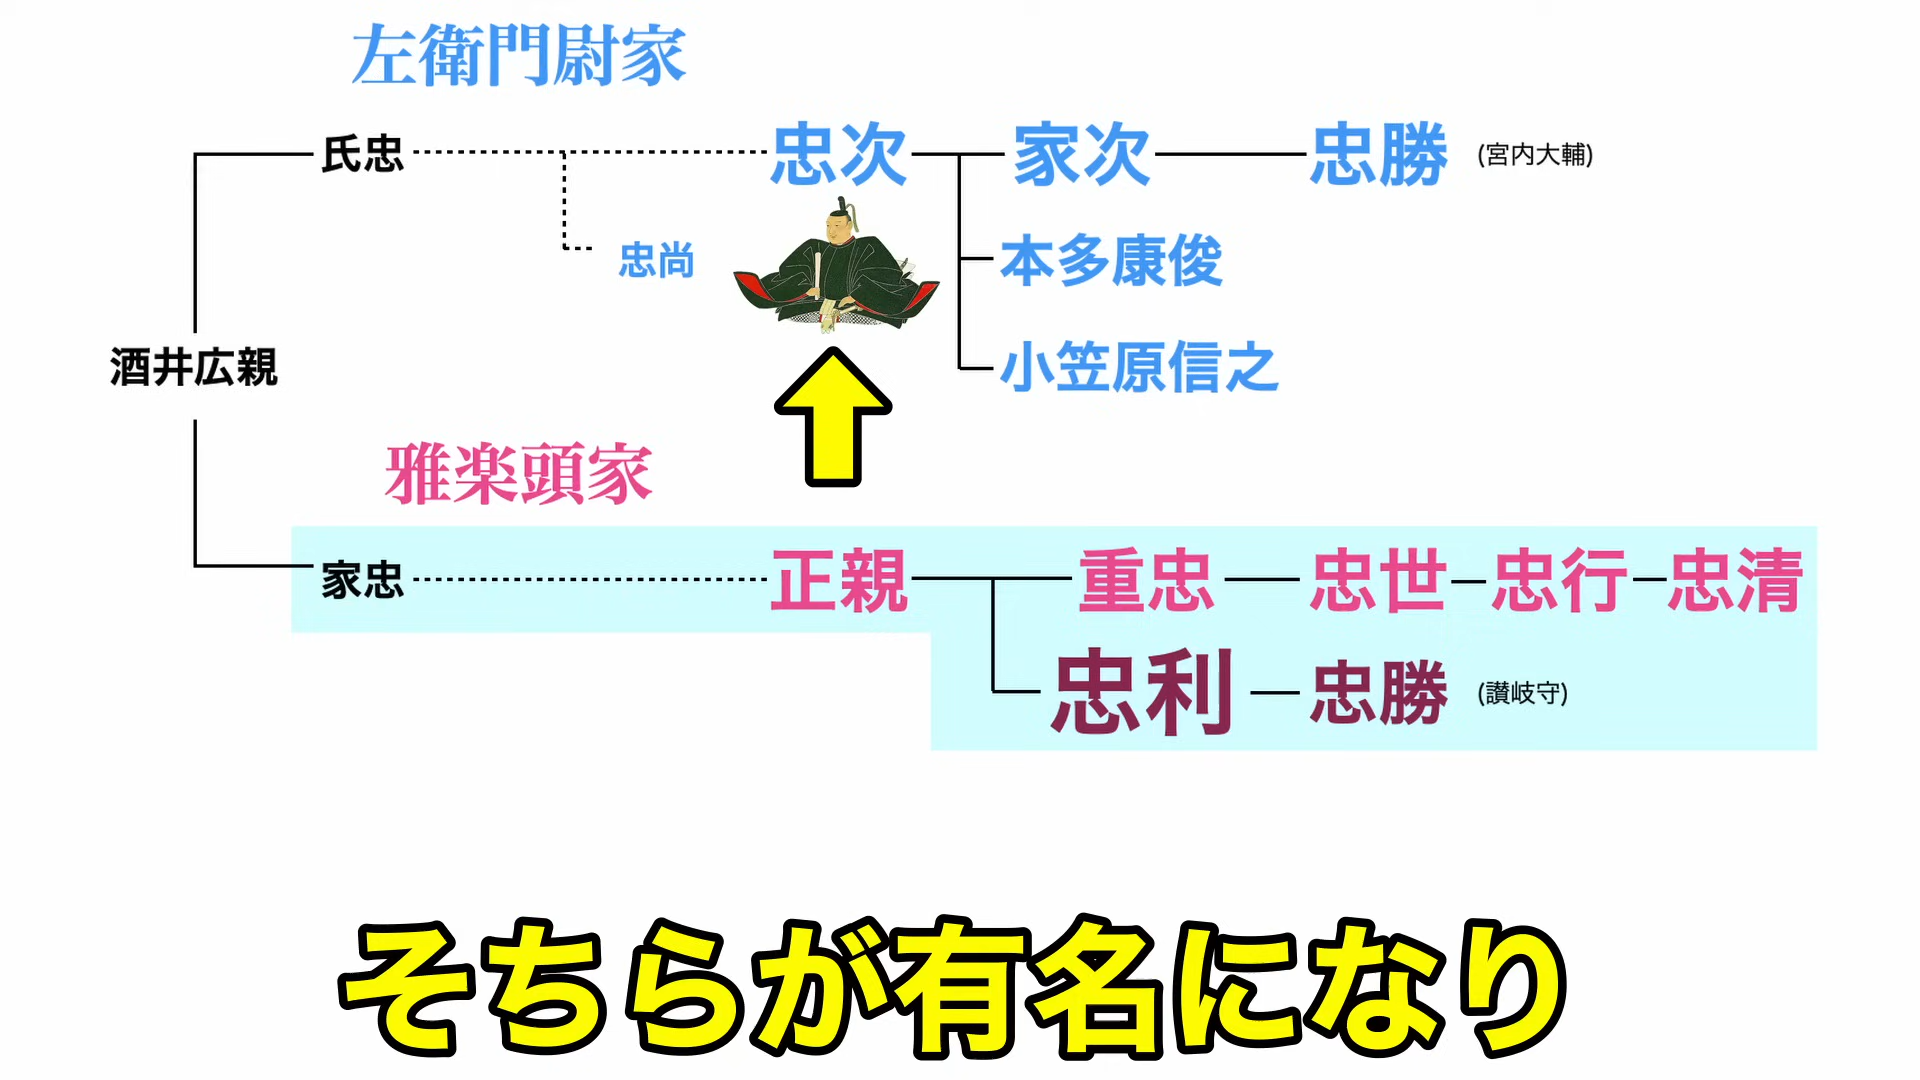 左衛門尉家
氏忠 忠次 家次 忠勝 (宮内大輔)
忠尚 本多康俊
酒井広親 小笠原信之
雅楽頭家
家忠 正親 重忠 忠世 忠行 忠清
忠利 忠勝 (讃岐守)
そちらが有名になり